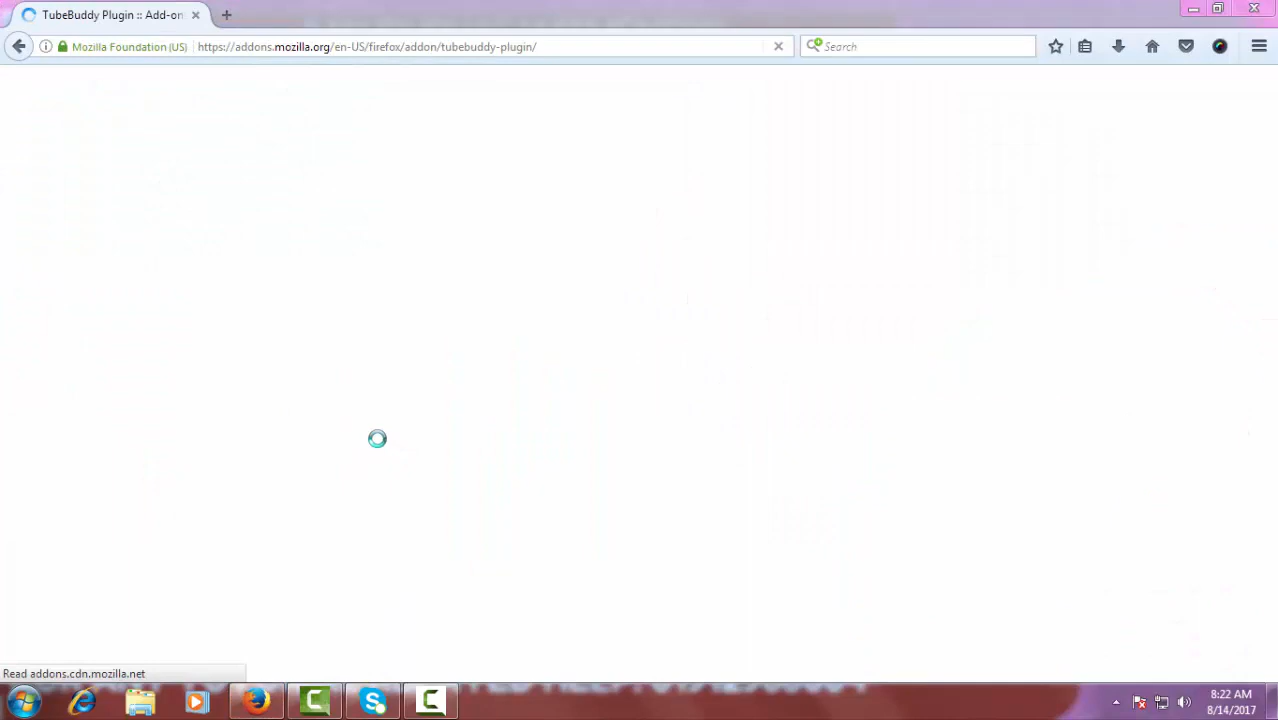 TubeBuddy Plugin :: Add-on
Mozilla Foundation (US)
https://addons.mozilla.org/en-US/firefox/addon/tubebuddy-plugin/
Search
Read addons.cdn.mozilla.net
8:22 AM
8/14/2017